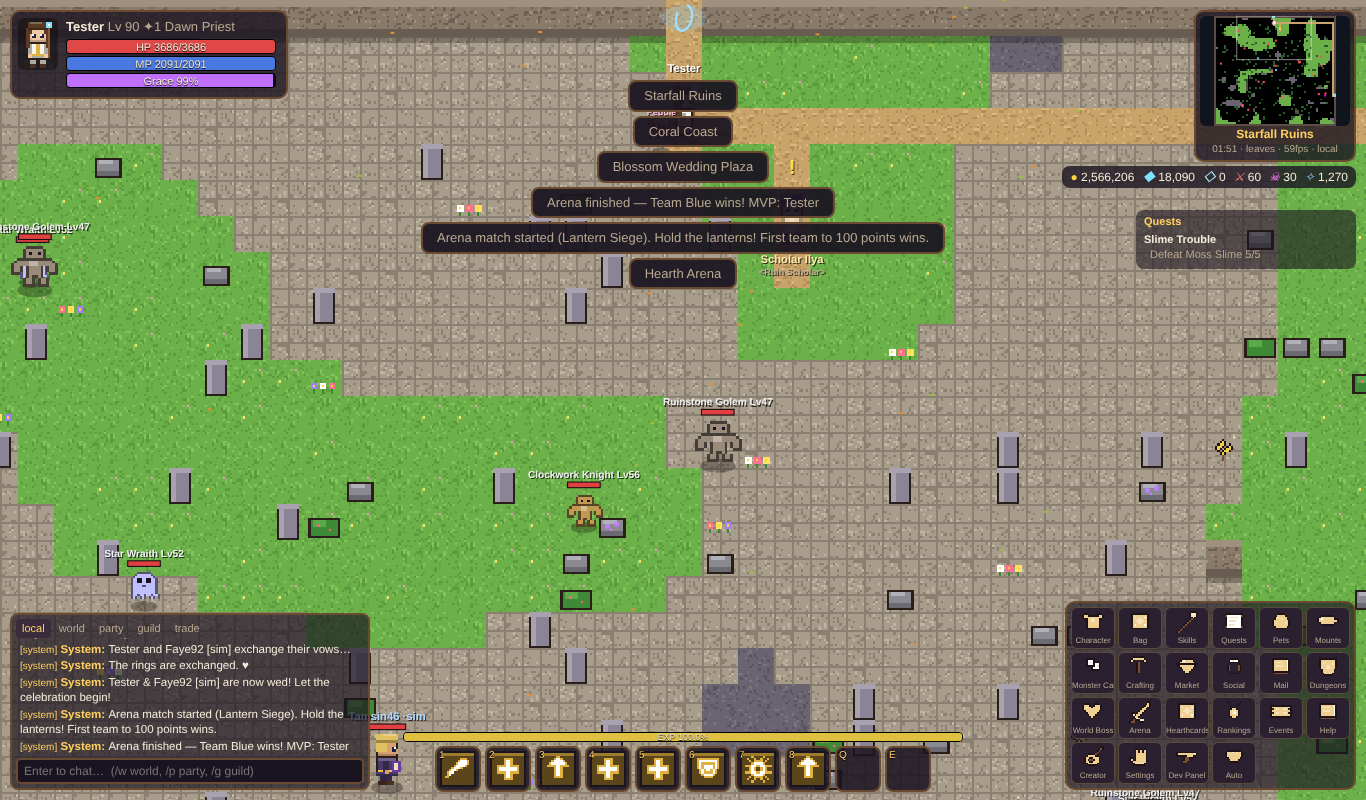 Tester Lv 90 ✦1 Dawn Priest
HP 3686/3686
MP 2091/2091
Grace 99%
Tester
Starfall Ruins
Coral Coast
Blossom Wedding Plaza
!
Arena finished — Team Blue wins! MVP: Tester
Arena match started (Lantern Siege). Hold the lanterns! First team to 100 points wins.
Hearth Arena
Scholar Ilya
<Ruin Scholar>
Starfall Ruins
01:51 · leaves · 59fps · local
2,566,206 18,090 0 60 30 1,270
Quests
Slime Trouble
Defeat Moss Slime 5/5
Ruinstone Golem Lv47
Clockwork Knight Lv56
Star Wraith Lv52
local world party guild trade
[system] System: Tester and Faye92 [sim] exchange their vows…
[system] System: The rings are exchanged. ♥
[system] System: Tester & Faye92 [sim] are now wed! Let the
celebration begin!
[system] System: Arena match started (Lantern Siege). Hold the
lanterns! First team to 100 points wins.
[system] System: Arena finished — Team Blue wins! MVP: Tester
Enter to chat… (/w world, /p party, /g guild)
EXP 100.0%
1 2 3 4 5 6 7 8 Q E
Character Bag Skills Quests Pets Mounts
Monster Ca Crafting Market Social Mail Dungeons
Worid Boss Arena Hearthcards Rankings Events Help
Creator Settings Dev Panel Auto
Ruinstone Golem Lv47